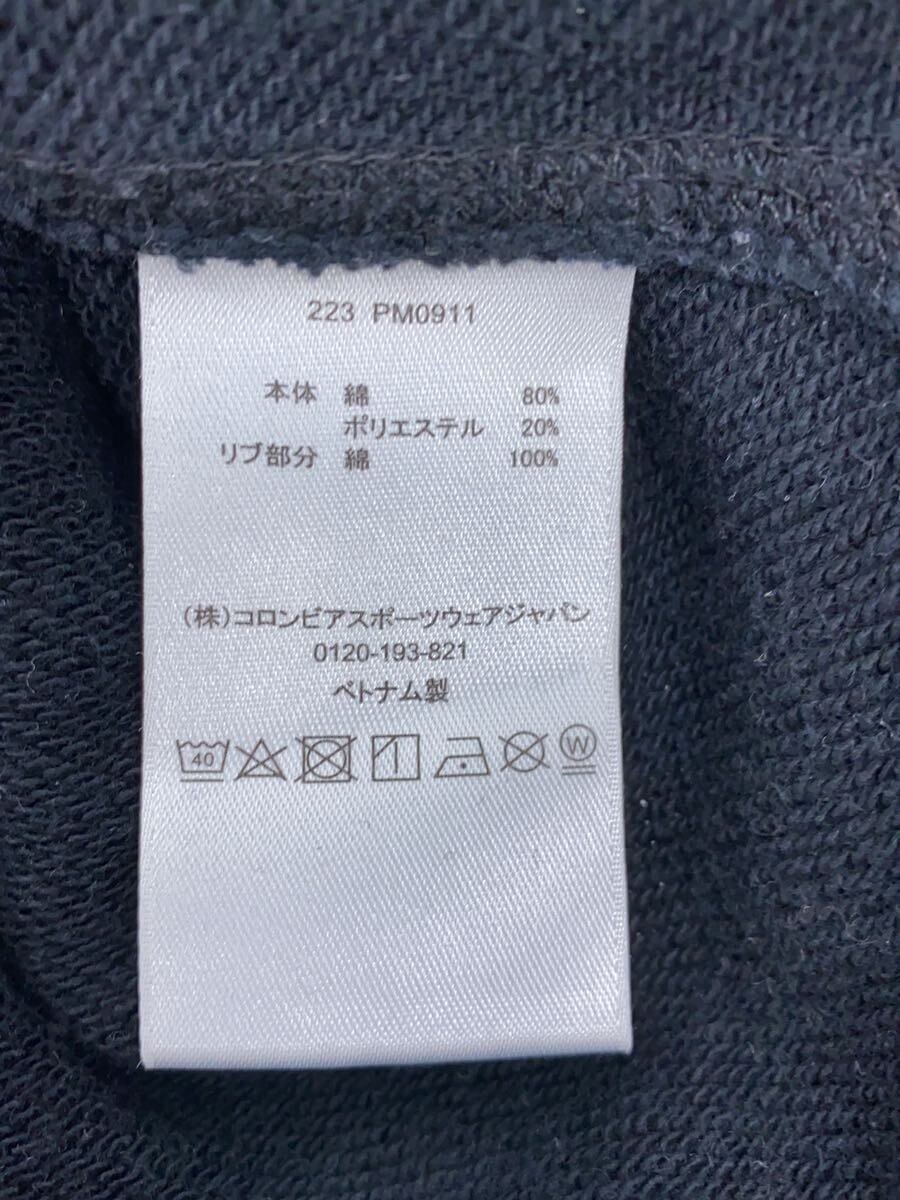 223 PM0911
本体 綿 80%
ポリエステル 20%
リブ部分 綿 100%
(株)コロンビアスポーツウェアジャパン
0120-193-821
ベトナム製
40 W